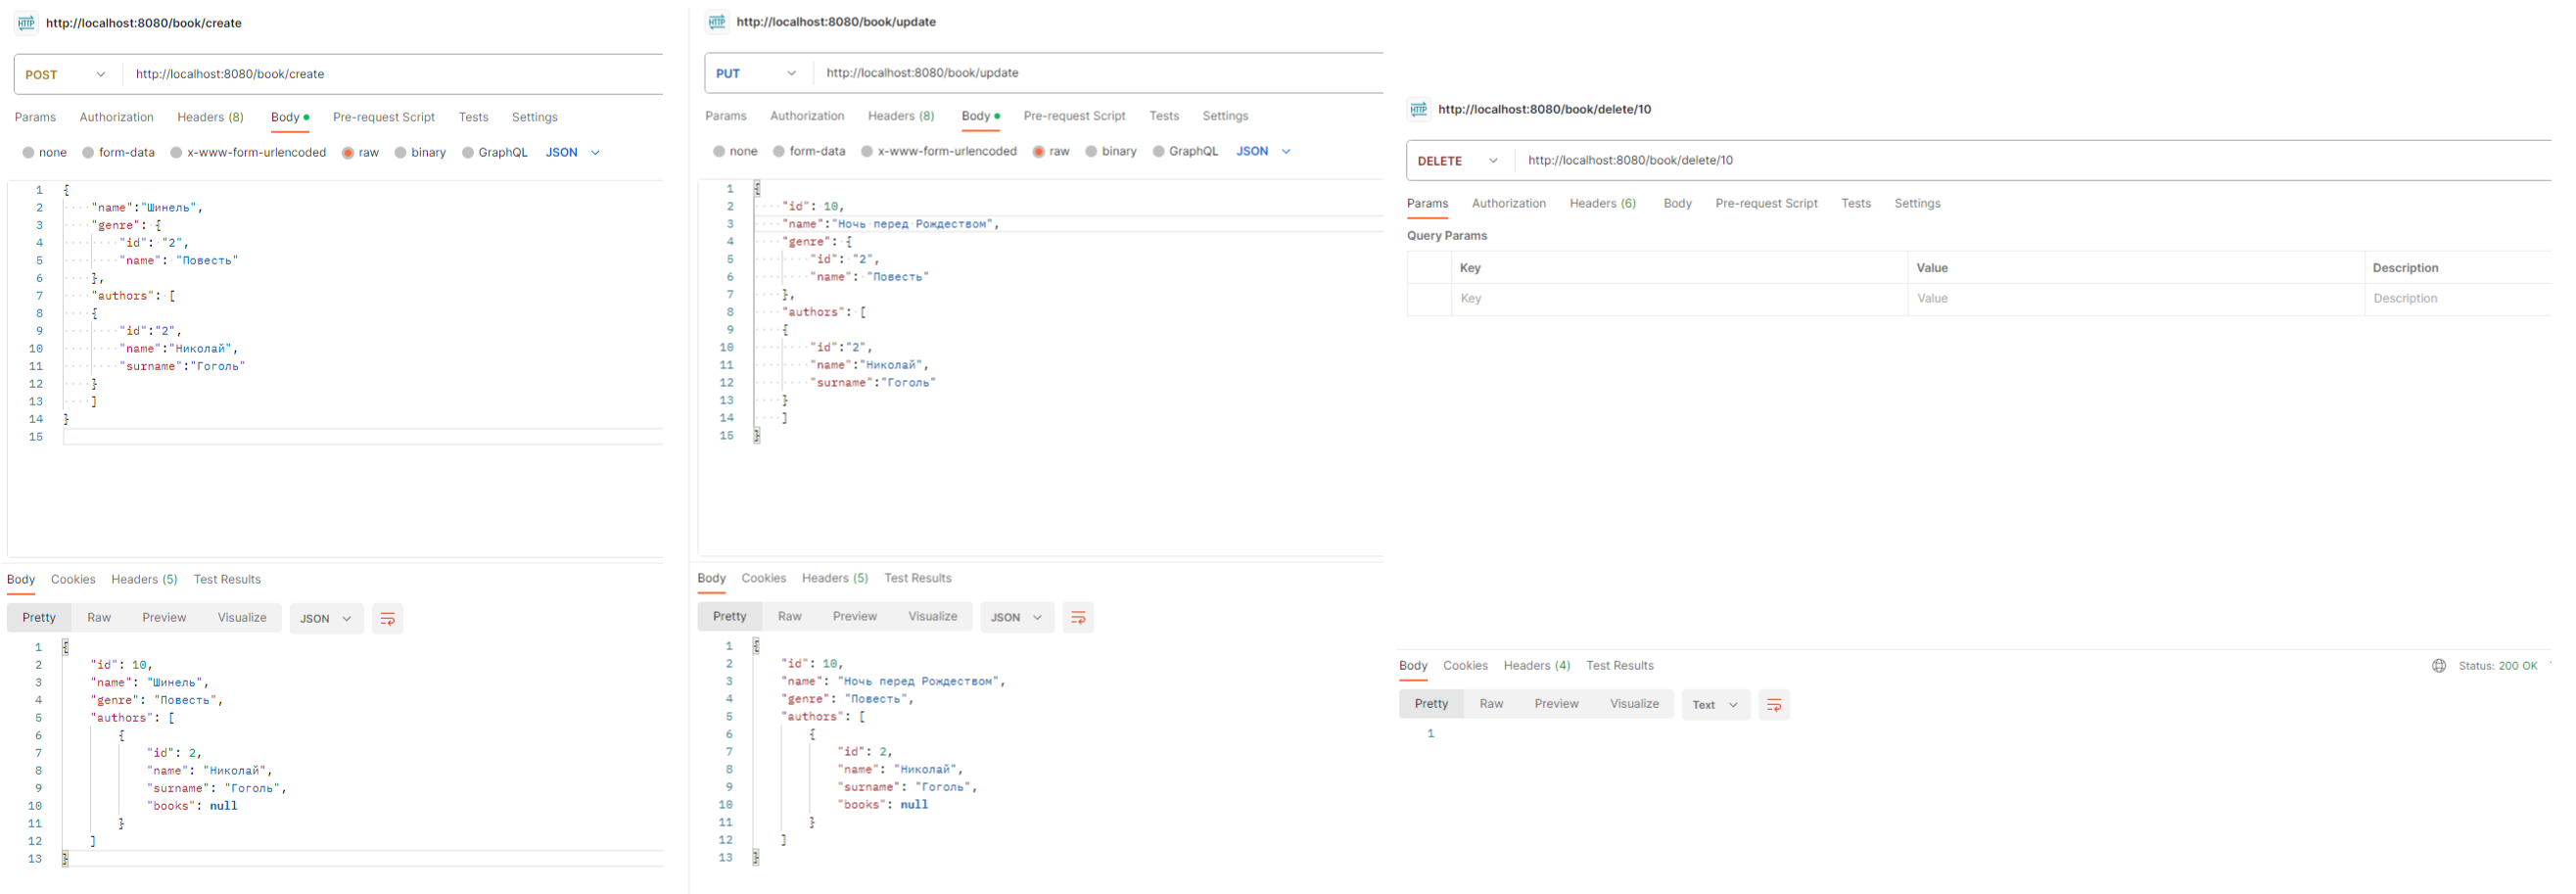 http://localhost:8080/book/create
POST http://localhost:8080/book/create
Params Authorization Headers (8) Body Pre-request Script Tests Settings
none form-data x-www-form-urlencoded raw binary GraphQL JSON
1 {
2 "name":"Шинель",
3 "genre": {
4 "id": "2",
5 "name": "Повесть"
6 },
7 "authors": [
8 {
9 "id":"2",
10 "name":"Николай",
11 "surname":"Гоголь"
12 }
13 ]
14 }
15
Body Cookies Headers (5) Test Results
Pretty Raw Preview Visualize JSON
1 {
2 "id": 10,
3 "name": "Шинель",
4 "genre": "Повесть",
5 "authors": [
6 {
7 "id": 2,
8 "name": "Николай",
9 "surname": "Гоголь",
10 "books": null
11 }
12 ]
13 }
http://localhost:8080/book/update
PUT http://localhost:8080/book/update
Params Authorization Headers (8) Body Pre-request Script Tests Settings
none form-data x-www-form-urlencoded raw binary GraphQL JSON
1 {
2 "id": 10,
3 "name":"Ночь перед Рождеством",
4 "genre": {
5 "id": "2",
6 "name": "Повесть"
7 },
8 "authors": [
9 {
10 "id":"2",
11 "name":"Николай",
12 "surname":"Гоголь"
13 }
14 ]
15 }
Body Cookies Headers (5) Test Results
Pretty Raw Preview Visualize JSON
1 {
2 "id": 10,
3 "name": "Ночь перед Рождеством",
4 "genre": "Повесть",
5 "authors": [
6 {
7 "id": 2,
8 "name": "Николай",
9 "surname": "Гоголь",
10 "books": null
11 }
12 ]
13 }
HTTP http://localhost:8080/book/delete/10
DELETE http://localhost:8080/book/delete/10
Params Authorization Headers (6) Body Pre-request Script Tests Settings
Query Params
Key Value Description
Key Value Description
Body Cookies Headers (4) Test Results Status: 200 OK
Pretty Raw Preview Visualize Text
1